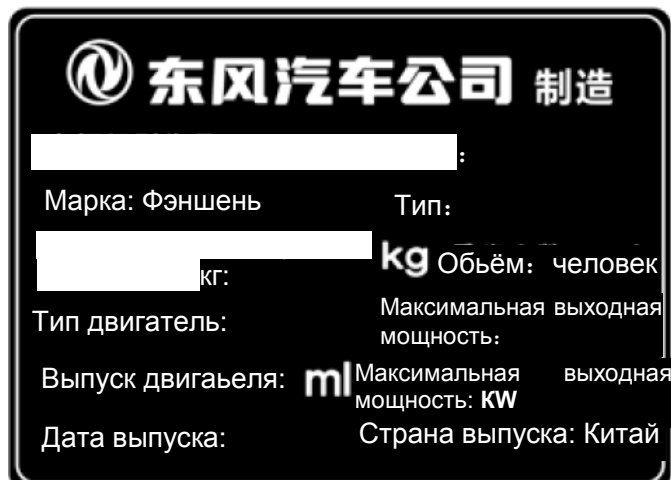 东风汽车公司 制造
:
Марка: Фэншень Тип:
kg Обьём: человек
кг:
Тип двигатель: Максимальная выходная
мощность:
Выпуск двигаьеля: ml Максимальная выходная
мощность: KW
Дата выпуска: Страна выпуска: Китай